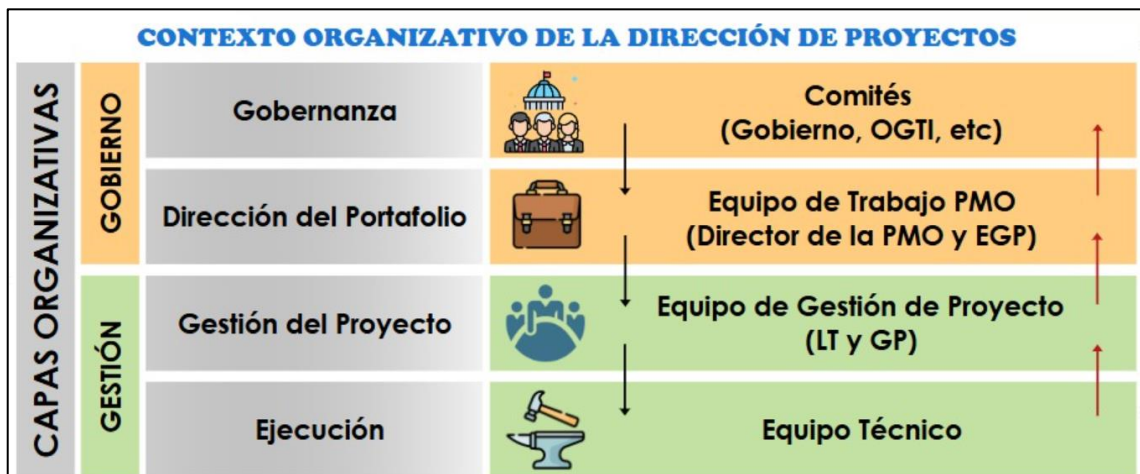 CONTEXTO ORGANIZATIVO DE LA DIRECCIÓN DE PROYECTOS
CAPAS ORGANIZATIVAS
GOBIERNO
Gobernanza
Comités
(Gobierno, OGTI, etc)
Dirección del Portafolio
Equipo de Trabajo PMO
(Director de la PMO y EGP)
GESTIÓN
Gestión del Proyecto
Equipo de Gestión de Proyecto
(LT y GP)
Ejecución
Equipo Técnico